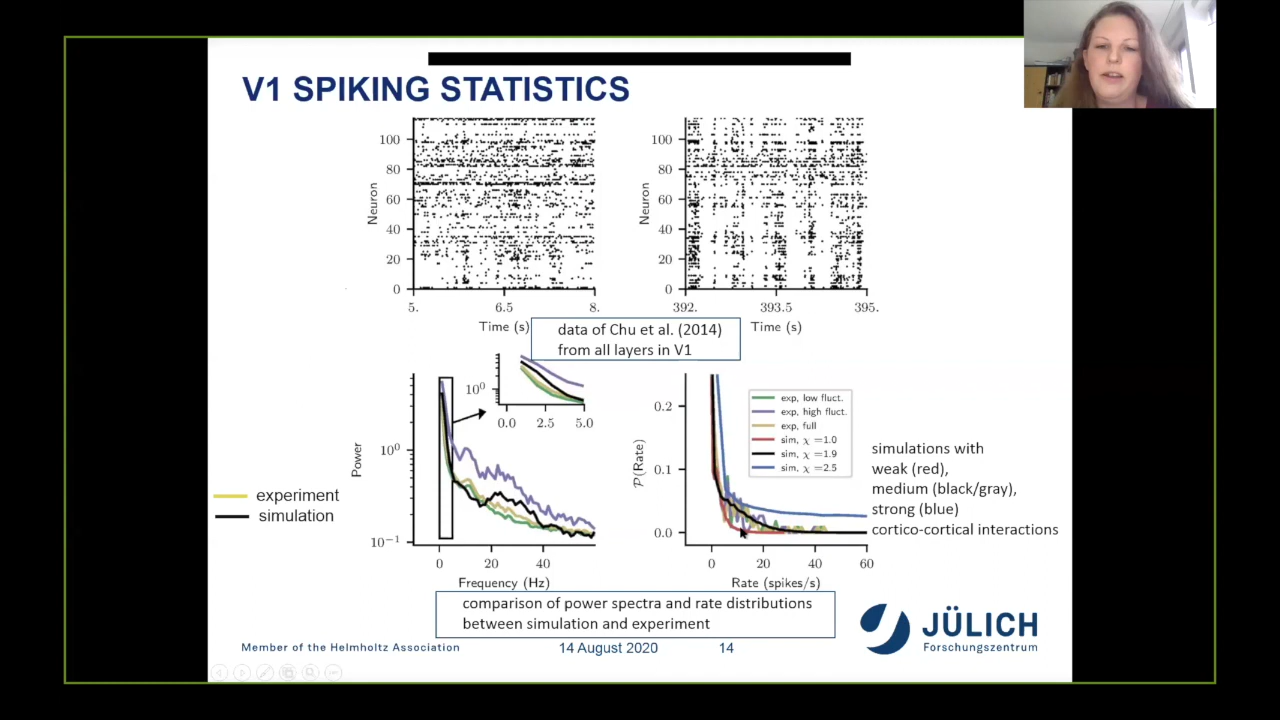 V1 SPIKING STATISTICS
100
80
60
40
20
0
Neuron
5.
6.5
8.
Time (s)
100
80
60
40
20
0
Neuron
392.
393.5
395.
Time (s)
data of Chu et al. (2014)
from all layers in V1
10⁰
10⁻¹
Power
10⁰
0.0
2.5
5.0
0
20
40
Frequency (Hz)
experiment
simulation
0.2
0.1
0.0
P(Rate)
exp, low fluct.
exp, high fluct.
exp, full
sim, χ =1.0
sim, χ =1.9
sim, χ =2.5
0
20
40
60
Rate (spikes/s)
simulations with
weak (red),
medium (black/gray),
strong (blue)
cortico-cortical interactions
comparison of power spectra and rate distributions
between simulation and experiment
Member of the Helmholtz Association
14 August 2020
14
JÜLICH
Forschungszentrum